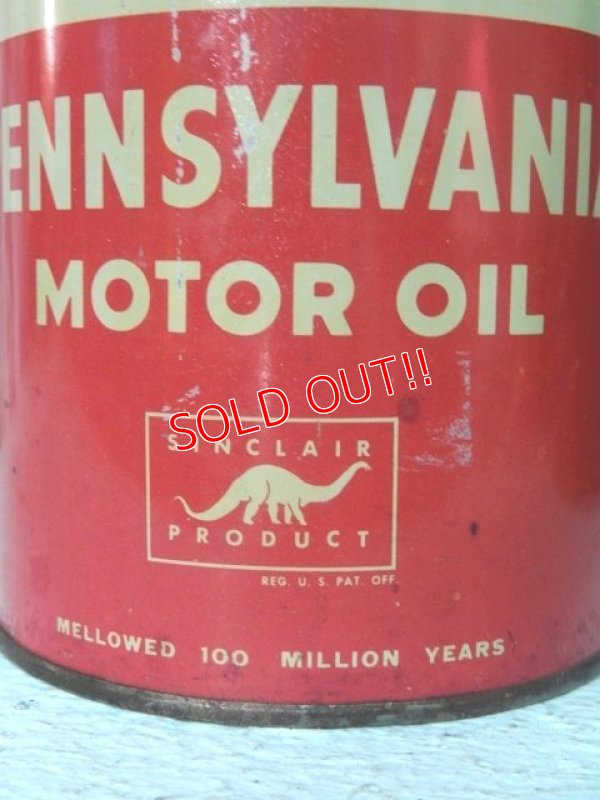 ENNSYLVANIA
MOTOR OIL
SOLD OUT!!
SINCLAIR
PRODUCT
REG. U. S. PAT. OFF.
MELLOWED 100 MILLION YEARS